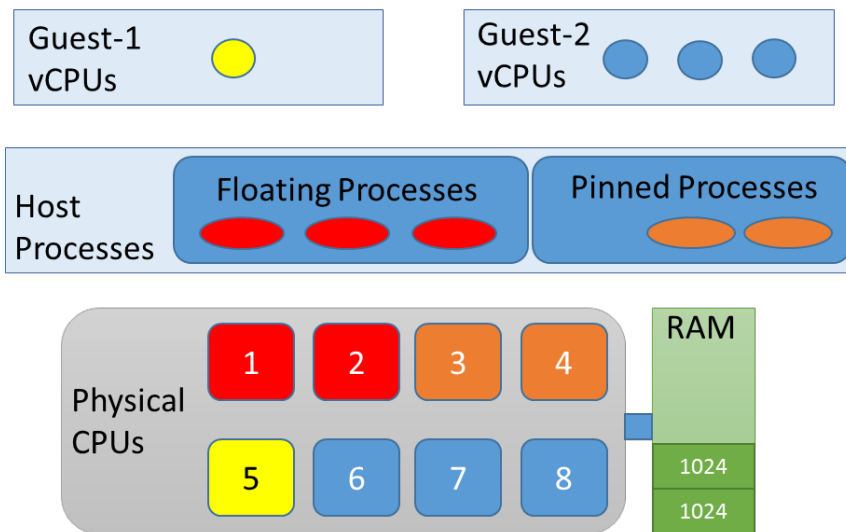 Guest-1
vCPUs
Guest-2
vCPUs
Host
Processes
Floating Processes
Pinned Processes
Physical
CPUs
1
2
3
4
5
6
7
8
RAM
1024
1024